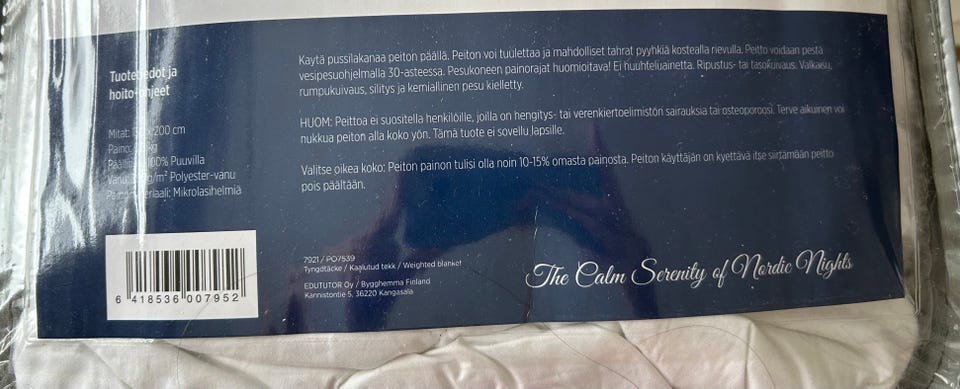 Käytä pussilakanaa peiton päällä. Peiton voi tuulettaa ja mahdolliset tahrat pyyhkiä kostealla rievulla. Peitto voidaan pestä
vesipesuohjelmalla 30-asteessa. Pesukoneen painorajat huomioitava! Ei huuhteluainetta. Ripustus- tai tasokuivaus. Valkaisu,
rumpukuivaus, silitys ja kemiallinen pesu kielletty.
HUOM: Peittoa ei suositella henkilöille, joilla on hengitys- tai verenkiertoelimistön sairauksia tai osteoporoosi. Terve aikuinen voi
nukkua peiton alla koko yön. Tämä tuote ei sovellu lapsille.
Valitse oikea koko: Peiton painon tulisi olla noin 10-15% omasta painosta. Peiton käyttäjän on kyettävä itse siirtämään peitto
pois päältään.
Tuotetiedot ja
hoito-ohjeet
Mitat: x 200 cm
Paino: kg
100% Puuvilla
Vanu: g/m² Polyester-vanu
Mikrolasihelmiä
6 418536 007952
7921 / PO7539
Tyngdtäcke / Kaalutud tekk / Weighted blanket
EDUTUTOR Oy / Bygghemma Finland
Kannistontie 5, 36220 Kangasala
The Calm Serenity of Nordic Nights